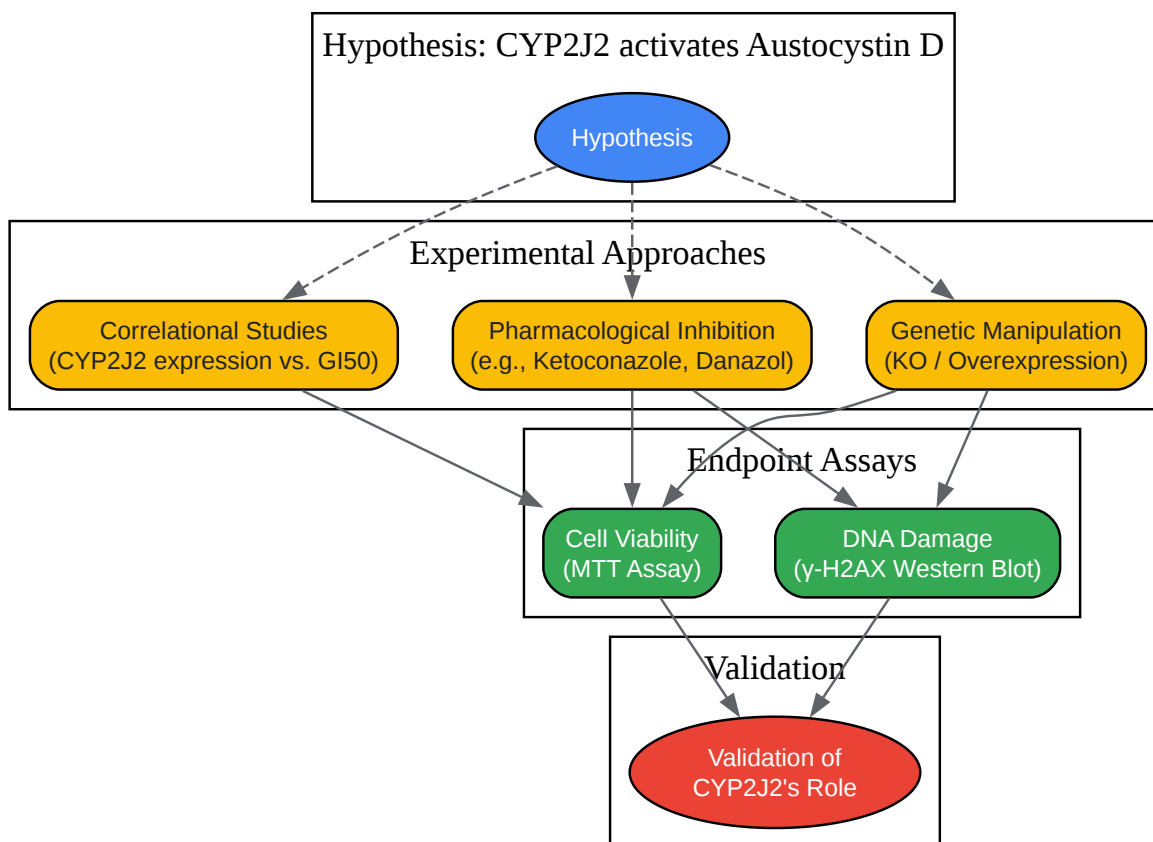 Hypothesis: CYP2J2 activates Austocystin D
Hypothesis
Experimental Approaches
Correlational Studies
(CYP2J2 expression vs. GI50)
Pharmacological Inhibition
(e.g., Ketoconazole, Danazol)
Genetic Manipulation
(KO / Overexpression)
Endpoint Assays
Cell Viability
(MTT Assay)
DNA Damage
(γ-H2AX Western Blot)
Validation
Validation of
CYP2J2's Role